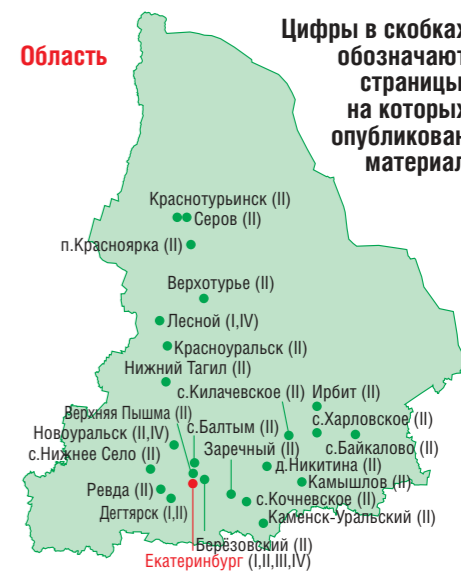 Область
Цифры в скобках
обозначают
страницы,
на которых
опубликован
материал
Краснотурьинск (II)
Серов (II)
п.Красноярка (II)
Верхотурье (II)
Лесной (I,IV)
Красноуральск (II)
Нижний Тагил (II)
с.Килачевское (II)
Ирбит (II)
Верхняя Пышма (II)
с.Балтым (II)
с.Харловское (II)
Новоуральск (II,IV)
Заречный (II)
с.Байкалово (II)
с.Нижнее Село (II)
д.Никитина (II)
Камышлов (II)
Ревда (II)
с.Кочневское (II)
Дегтярск (I,II)
Каменск-Уральский (II)
Берёзовский (II)
Екатеринбург (I,II,III,IV)